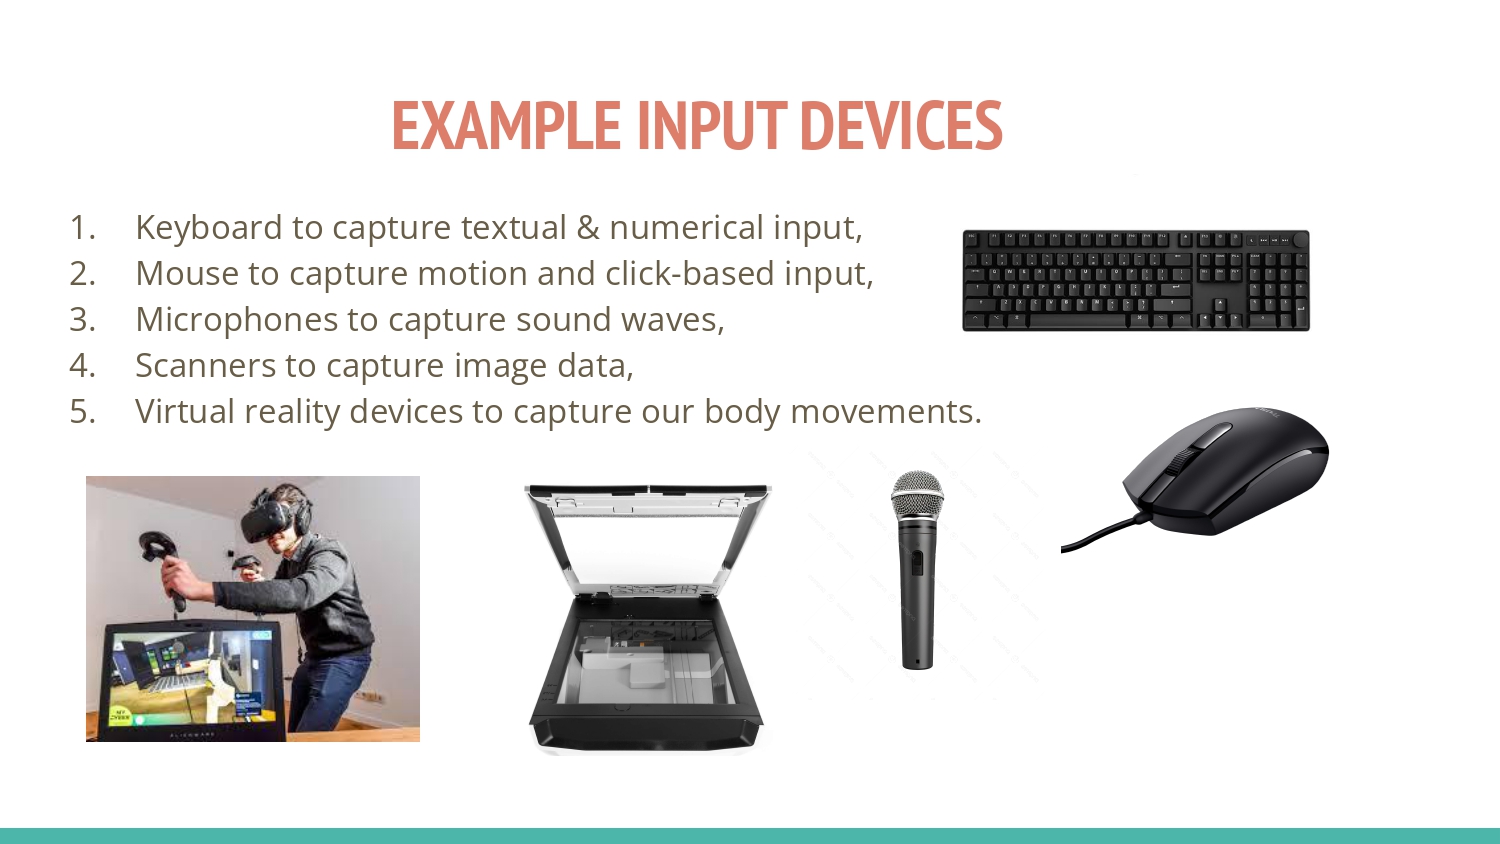 EXAMPLE INPUT DEVICES
1. Keyboard to capture textual & numerical input,
2. Mouse to capture motion and click-based input,
3. Microphones to capture sound waves,
4. Scanners to capture image data,
5. Virtual reality devices to capture our body movements.
ALIENWARE